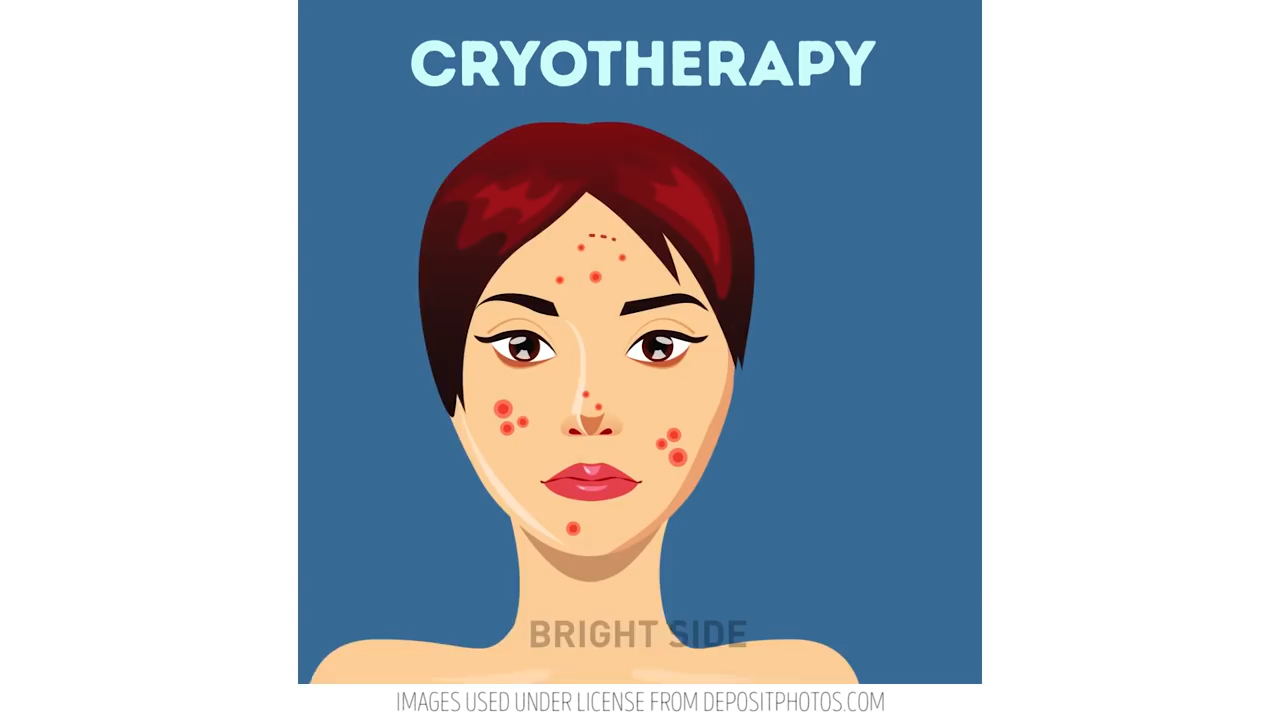 CRYOTHERAPY
BRIGHT SIDE
IMAGES USED UNDER LICENSE FROM DEPOSITPHOTOS.COM